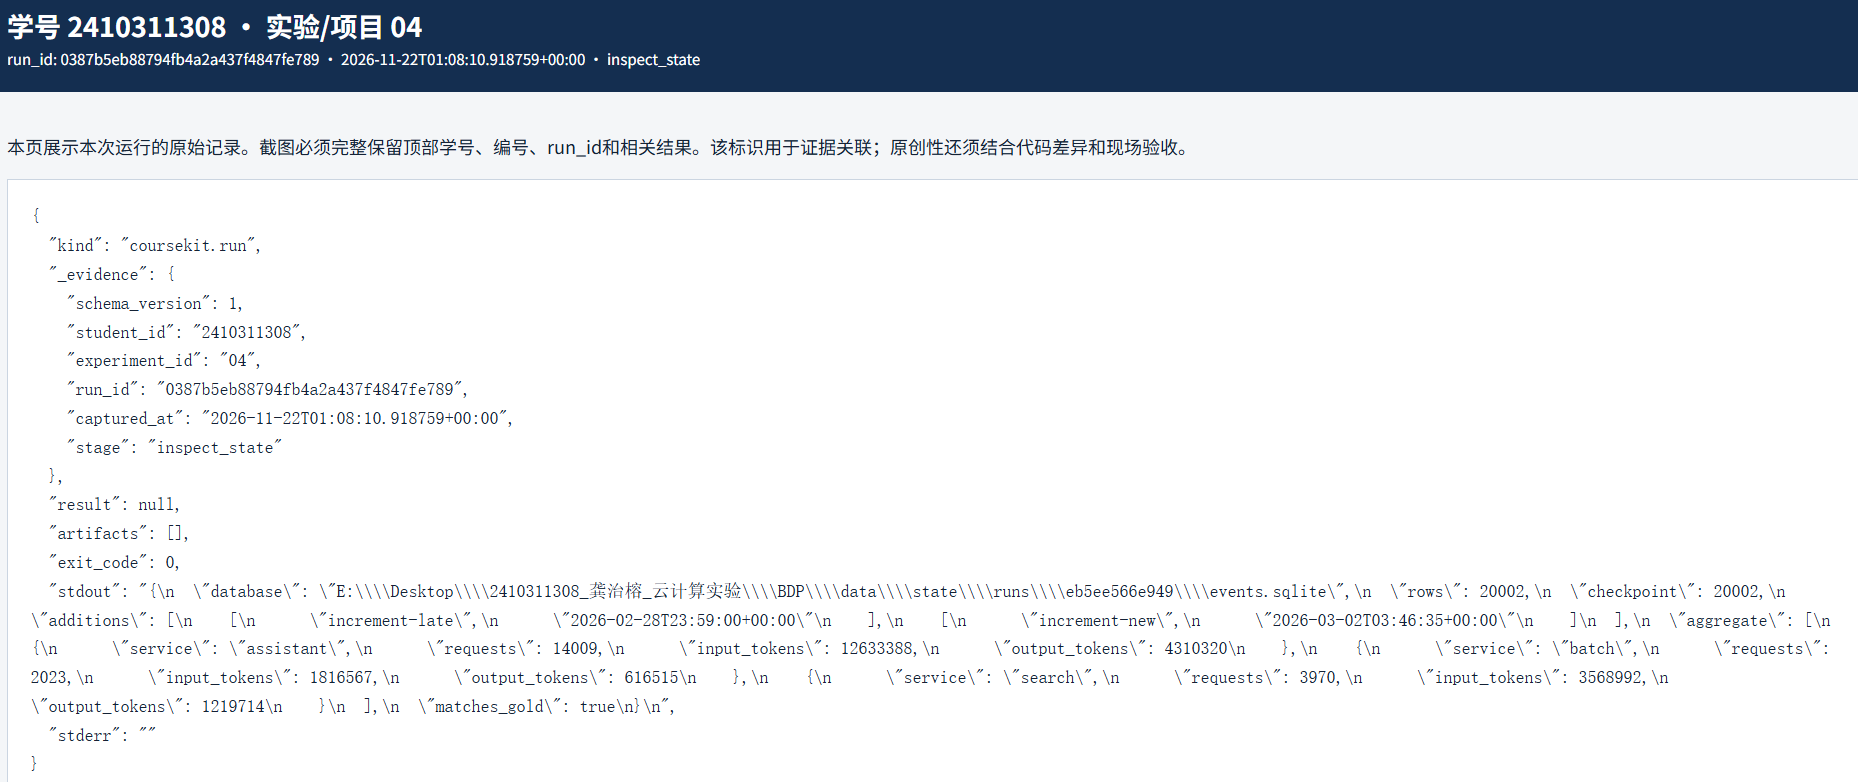 学号 2410311308 • 实验/项目 04
run_id: 0387b5eb88794fb4a2a437f4847fe789 • 2026-11-22T01:08:10.918759+00:00 • inspect_state
本页展示本次运行的原始记录。截图必须完整保留顶部学号、编号、run_id和相关结果。该标识用于证据关联；原创性还须结合代码差异和现场验收。
{
  "kind": "coursekit.run",
  "_evidence": {
    "schema_version": 1,
    "student_id": "2410311308",
    "experiment_id": "04",
    "run_id": "0387b5eb88794fb4a2a437f4847fe789",
    "captured_at": "2026-11-22T01:08:10.918759+00:00",
    "stage": "inspect_state"
  },
  "result": null,
  "artifacts": [],
  "exit_code": 0,
  "stdout": "{\n  \"database\": \"E:\\\\Desktop\\\\2410311308_龚治榕_云计算实验\\\\BDP\\\\data\\\\state\\\\runs\\\\eb5ee566e949\\\\events.sqlite\",\n  \"rows\": 20002,\n  \"checkpoint\": 20002,\n
\"additions\": [\n    [\n      \"increment-late\",\n      \"2026-02-28T23:59:00+00:00\"\n    ],\n    [\n      \"increment-new\",\n      \"2026-03-02T03:46:35+00:00\"\n    ]\n  ],\n  \"aggregate\": [\n
{\n      \"service\": \"assistant\",\n      \"requests\": 14009,\n      \"input_tokens\": 12633388,\n      \"output_tokens\": 4310320\n    },\n    {\n      \"service\": \"batch\",\n      \"requests\":
2023,\n      \"input_tokens\": 1816567,\n      \"output_tokens\": 616515\n    },\n    {\n      \"service\": \"search\",\n      \"requests\": 3970,\n      \"input_tokens\": 3568992,\n
\"output_tokens\": 1219714\n    }\n  ],\n  \"matches_gold\": true\n}\n",
  "stderr": ""
}